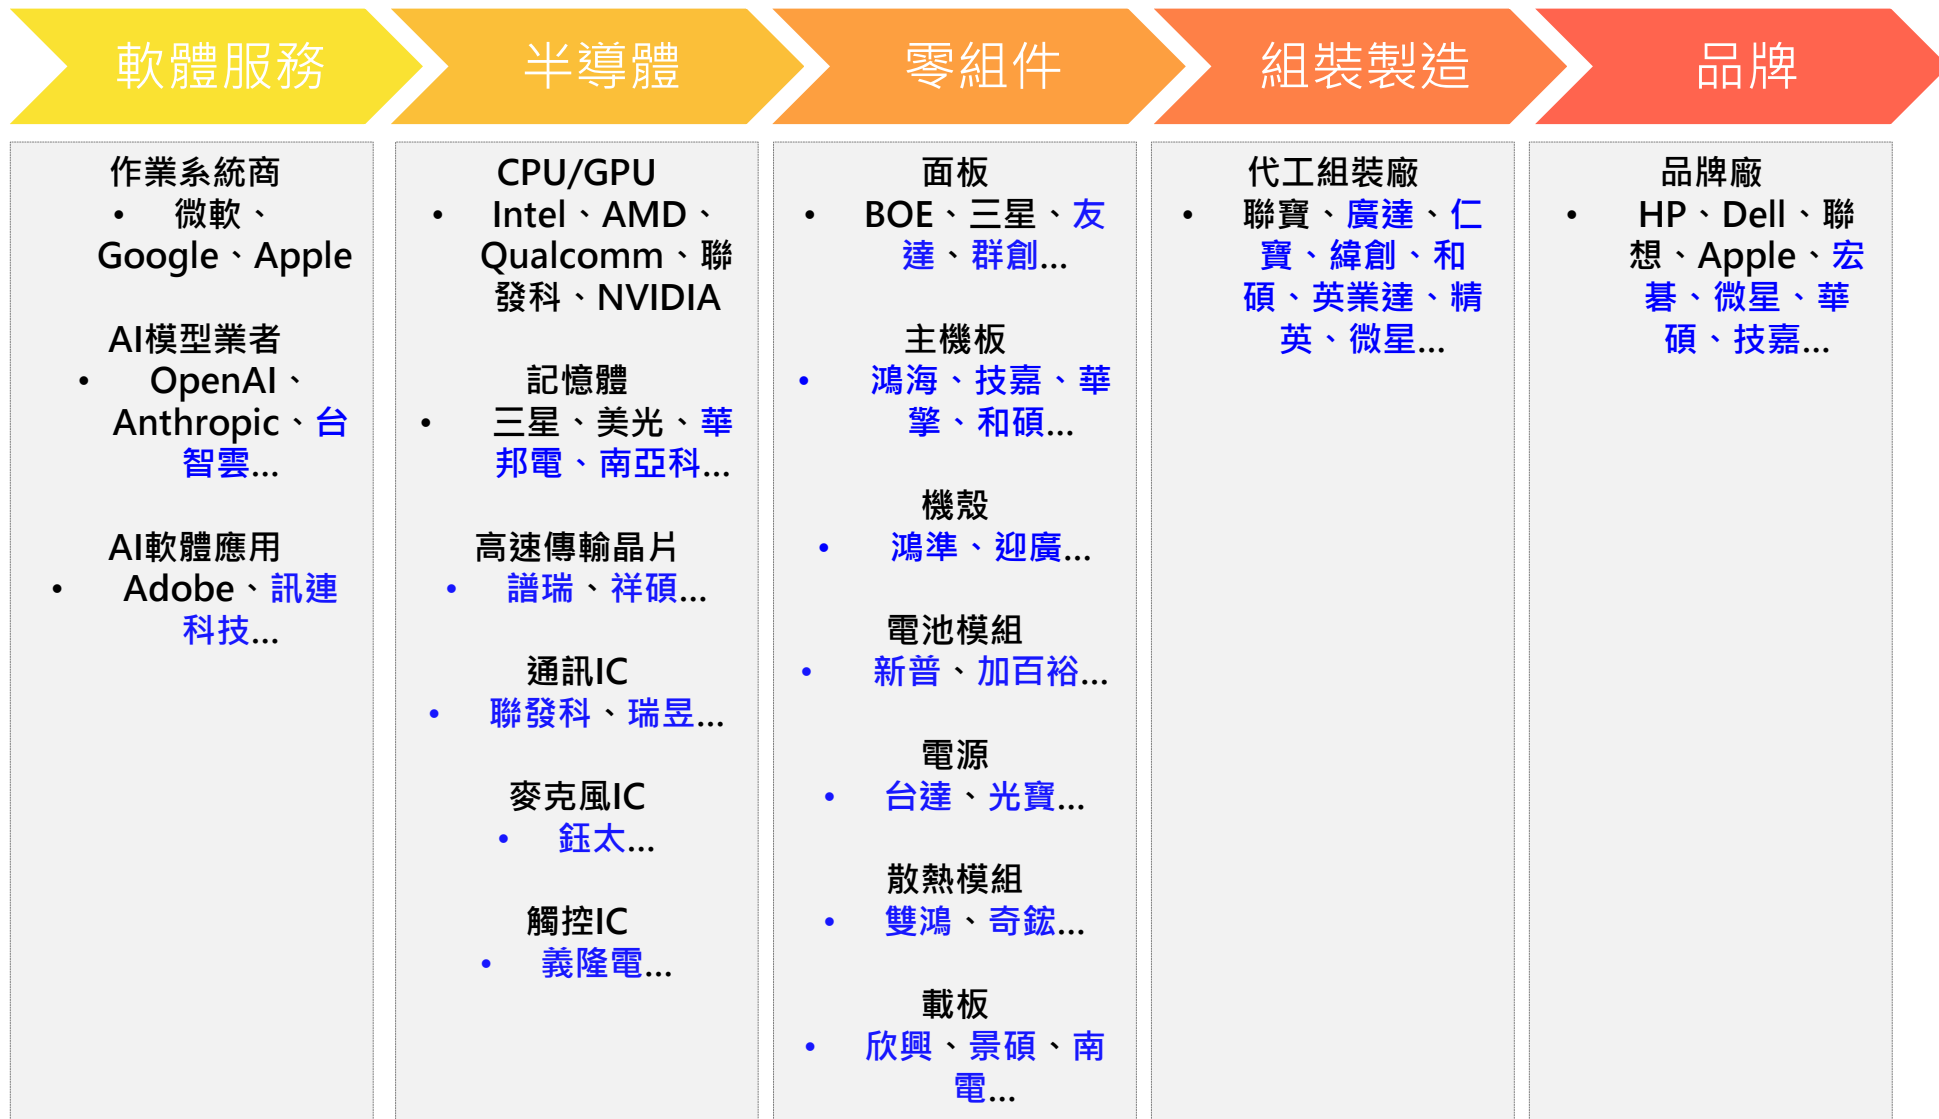 軟體服務
半導體
零組件
組裝製造
品牌
作業系統商
• 微軟、
Google、Apple
AI模型業者
• OpenAI、
Anthropic、台
智雲...
AI軟體應用
• Adobe、訊連
科技...
CPU/GPU
• Intel、AMD、
Qualcomm、聯
發科、NVIDIA
記憶體
• 三星、美光、華
邦電、南亞科...
高速傳輸晶片
• 譜瑞、祥碩...
通訊IC
• 聯發科、瑞昱...
麥克風IC
• 鈺太...
觸控IC
• 義隆電...
面板
• BOE、三星、友
達、群創...
主機板
• 鴻海、技嘉、華
擎、和碩...
機殼
• 鴻準、迎廣...
電池模組
• 新普、加百裕...
電源
• 台達、光寶...
散熱模組
• 雙鴻、奇鋐...
載板
• 欣興、景碩、南
電...
代工組裝廠
• 聯寶、廣達、仁
寶、緯創、和
碩、英業達、精
英、微星...
品牌廠
• HP、Dell、聯
想、Apple、宏
碁、微星、華
碩、技嘉...